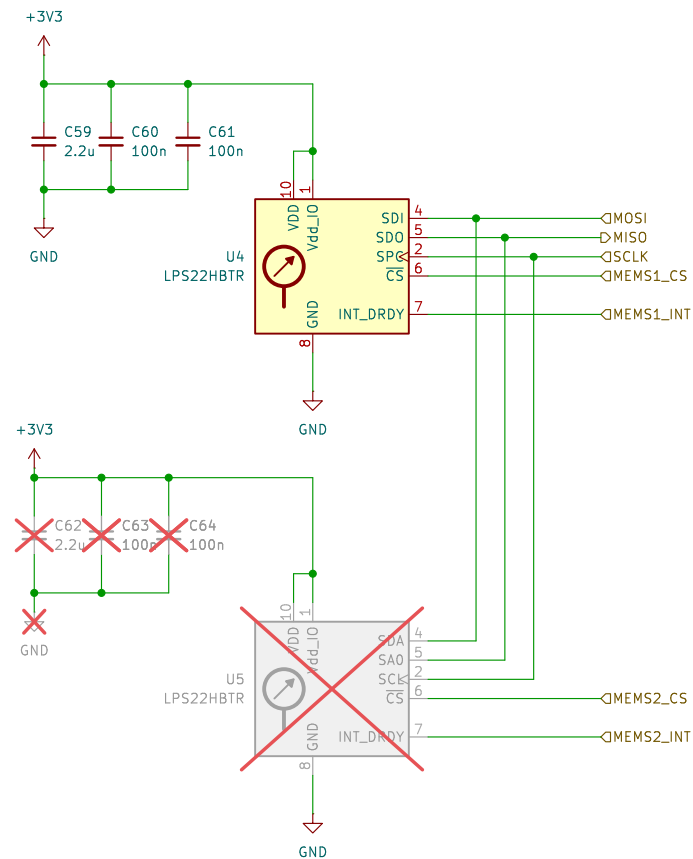 +3V3
C59
2.2u
C60
100n
C61
100n
GND
10
1
VDD
Vdd_IO
U4
LPS22HBTR
SDI
4
MOSI
SDO
5
MISO
SPC
2
SCLK
CS
6
MEMS1_CS
INT_DRDY
7
MEMS1_INT
GND
8
GND
+3V3
C62
2.2u
C63
100n
C64
100n
GND
10
1
VDD
Vdd_IO
U5
LPS22HBTR
SDA
4
SA0
5
SCL
2
CS
6
MEMS2_CS
INT_DRDY
7
MEMS2_INT
GND
8
GND